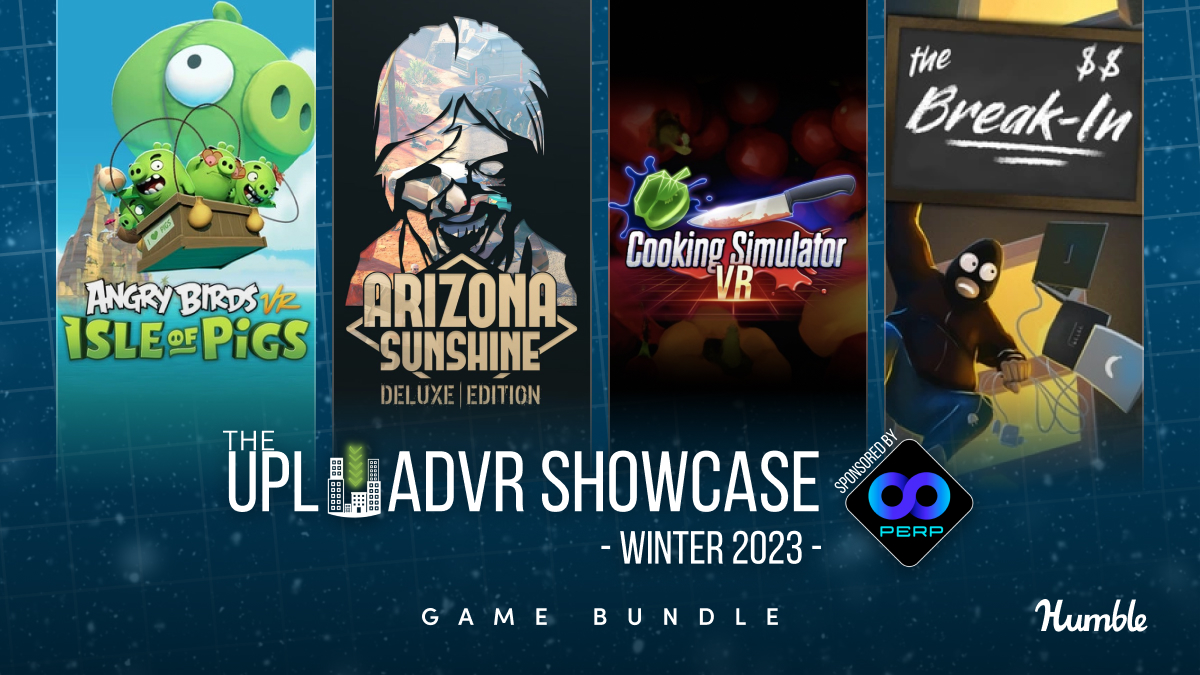 ANGRY BIRDS VR
ISLE OF PIGS
I ♥ PIGS
ARIZONA
SUNSHINE
DELUXE | EDITION
Cooking Simulator
VR
the $$
Break-In
THE
UPLOADVR SHOWCASE
- WINTER 2023 -
SPONSORED BY
PERP
GAME BUNDLE
Humble